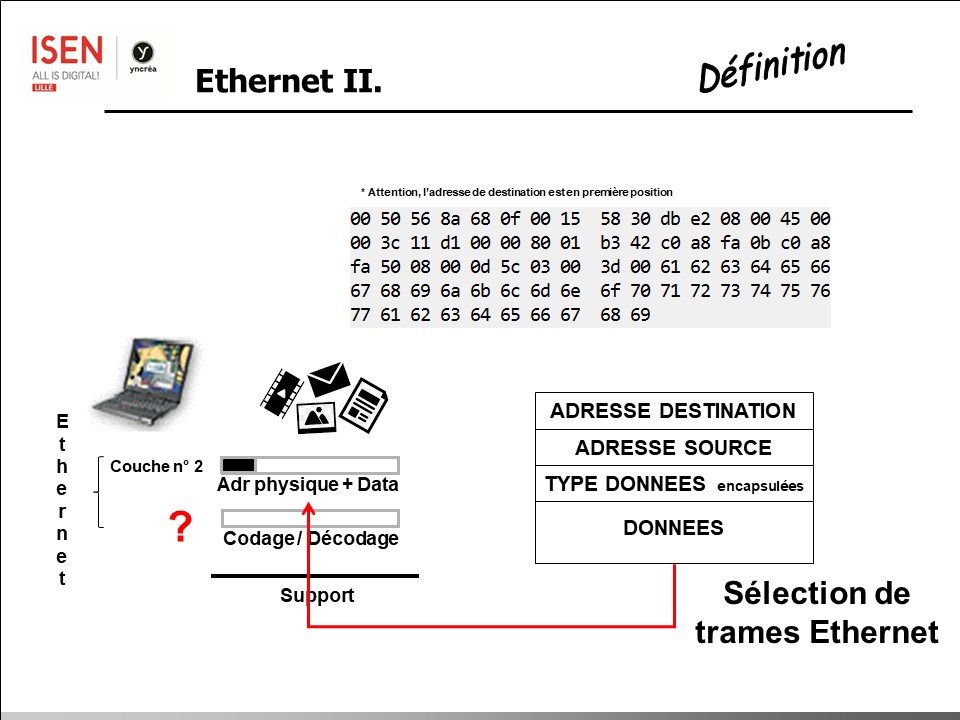 ISEN
ALL IS DIGITAL!
LILLE
y
yncréa
Ethernet II.
Définition
* Attention, l'adresse de destination est en première position
00 50 56 8a 68 0f 00 15 58 30 db e2 08 00 45 00
00 3c 11 d1 00 00 80 01 b3 42 c0 a8 fa 0b c0 a8
fa 50 08 00 0d 5c 03 00 3d 00 61 62 63 64 65 66
67 68 69 6a 6b 6c 6d 6e 6f 70 71 72 73 74 75 76
77 61 62 63 64 65 66 67 68 69
Ethernet
Couche n° 2
Adr physique + Data
?
Codage / Décodage
Support
ADRESSE DESTINATION
ADRESSE SOURCE
TYPE DONNEES encapsulées
DONNEES
Sélection de
trames Ethernet